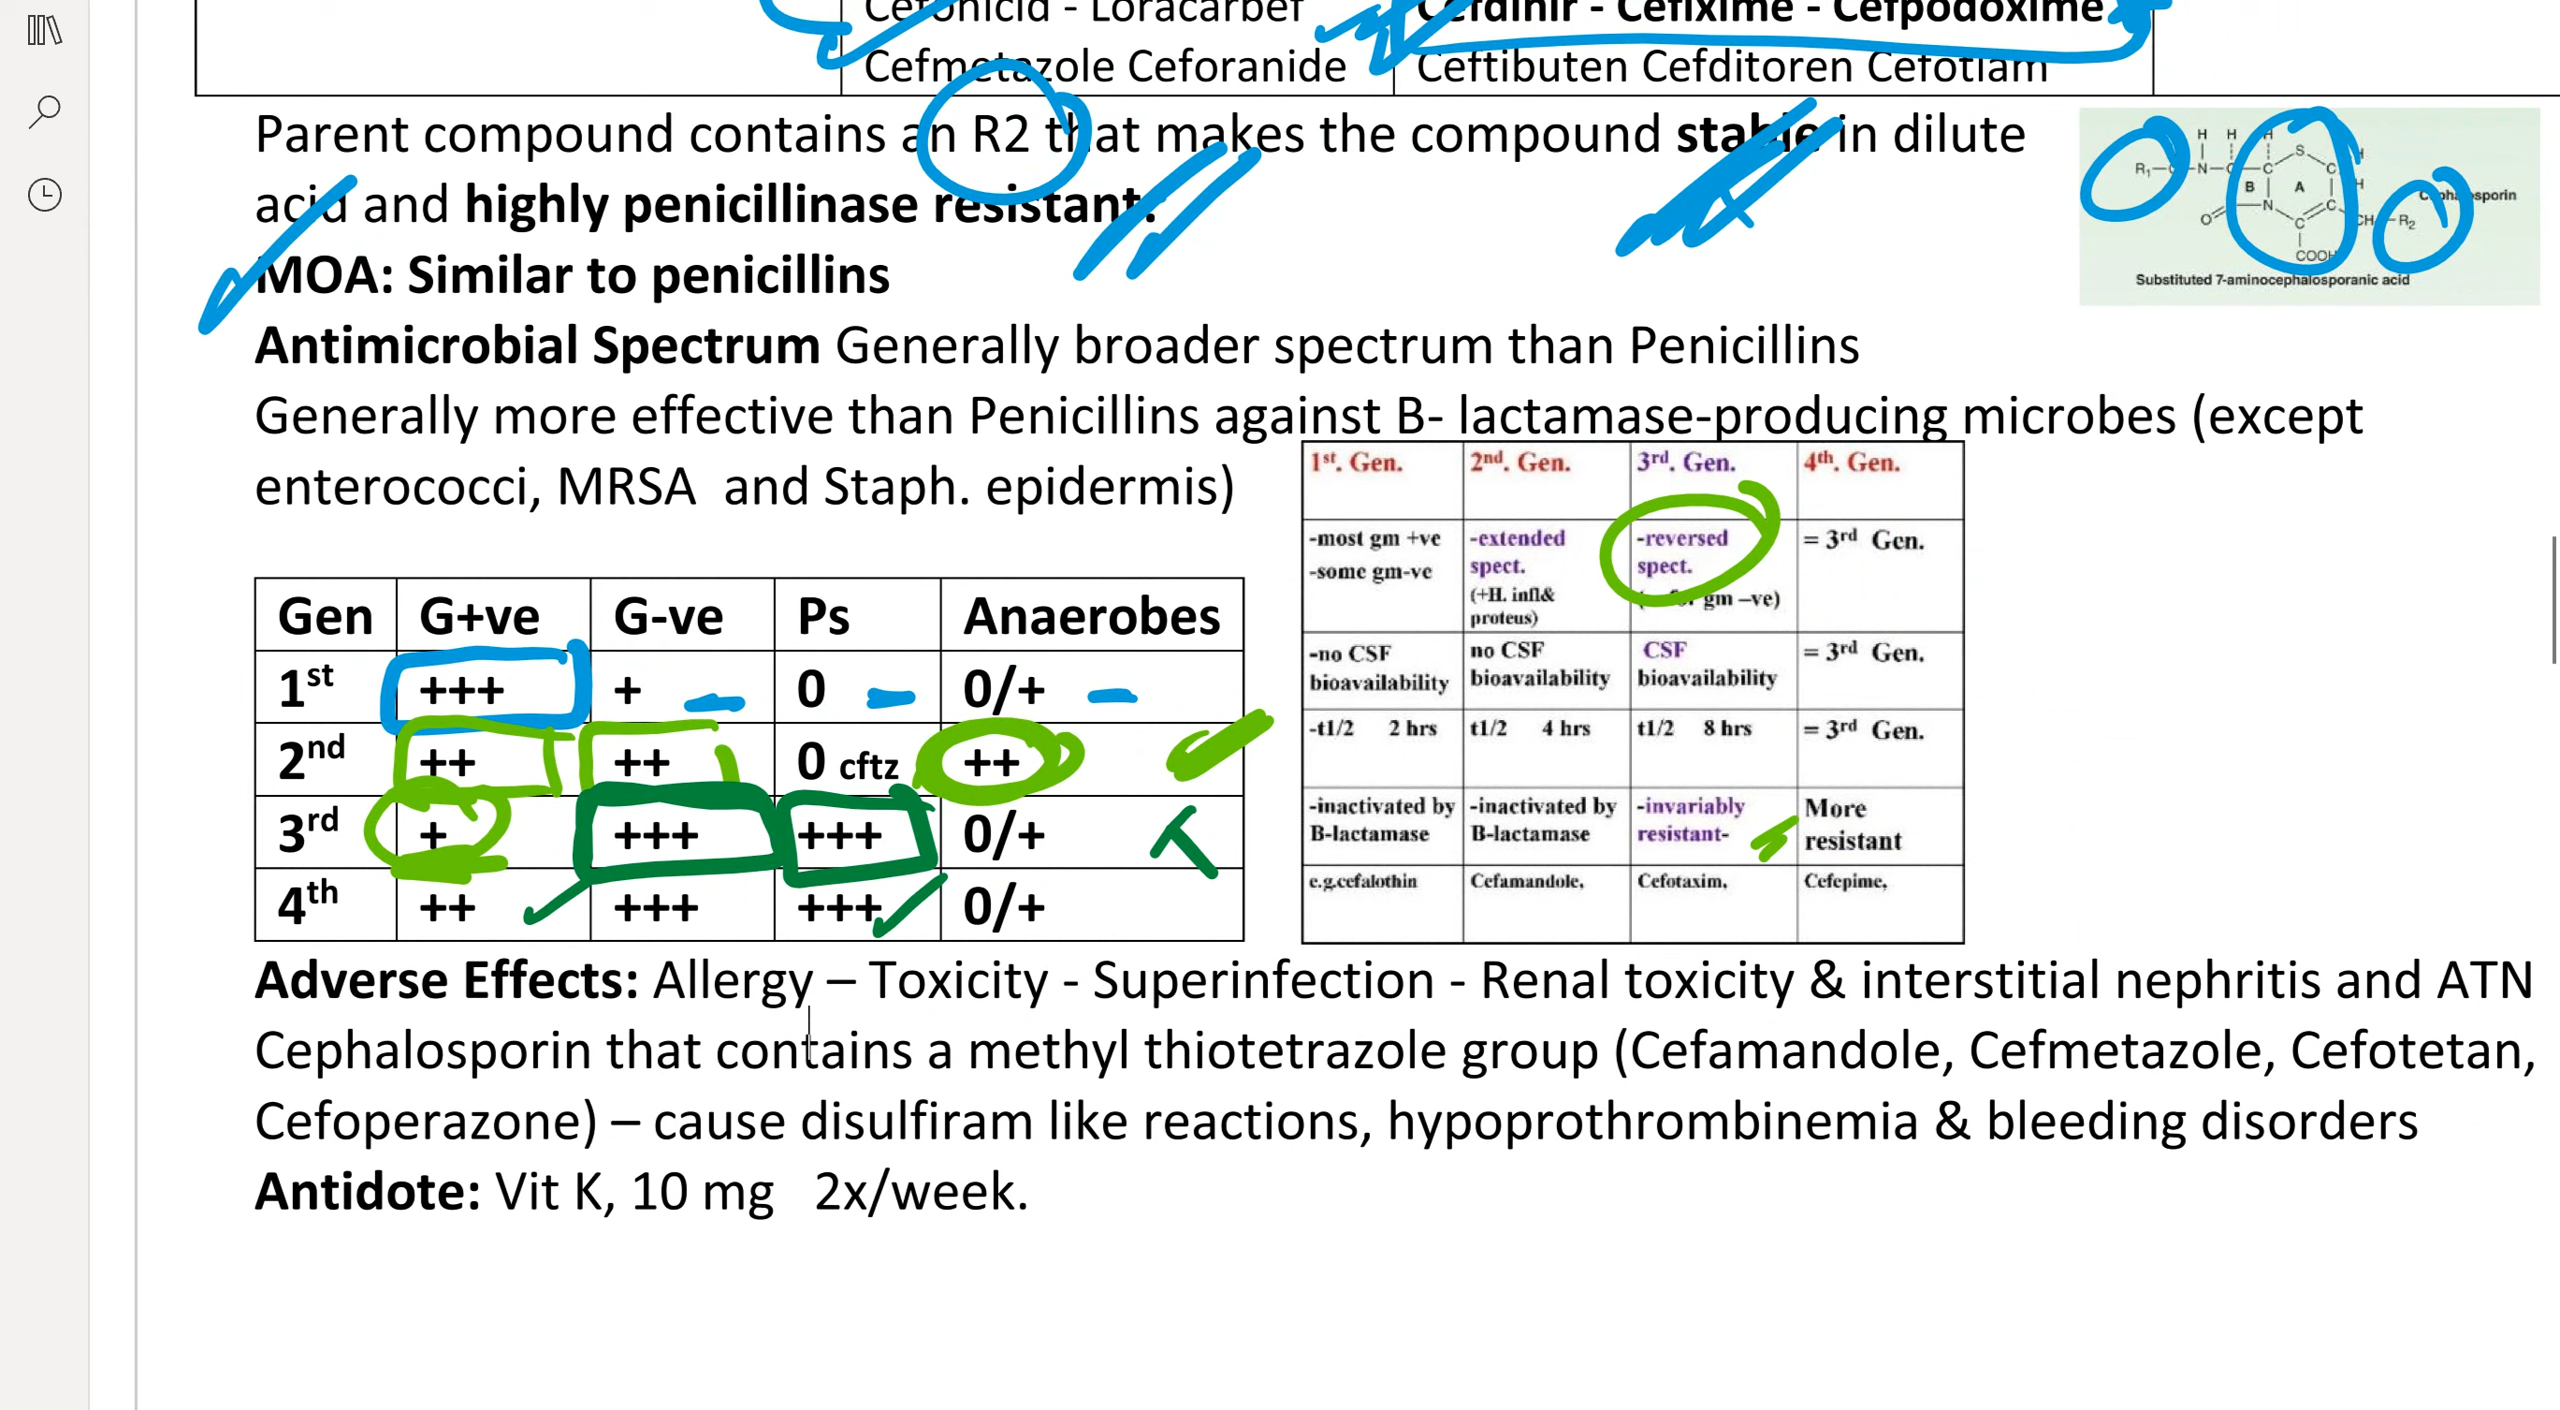 Cefonicid - Loracarbef
Cefdinir - Cefixime - Cefpodoxime
Cefmetazole Ceforanide
Ceftibuten Cefditoren Cefotiam
Parent compound contains an R2 that makes the compound stable in dilute
acid and highly penicillinase resistant.
MOA: Similar to penicillins
H H H
R₁ C N C C S C H
B A H
O N C CH R₂
C
COOH
Cephalosporin
Substituted 7-aminocephalosporanic acid
Antimicrobial Spectrum Generally broader spectrum than Penicillins
Generally more effective than Penicillins against B- lactamase-producing microbes (except
enterococci, MRSA and Staph. epidermis)
Gen G+ve G-ve Ps Anaerobes
1st +++ + 0 0/+
2nd ++ ++ 0 cftz ++
3rd + +++ +++ 0/+
4th ++ +++ +++ 0/+
1st. Gen. 2nd. Gen. 3rd. Gen. 4th. Gen.
-most gm +ve
-some gm-ve
-extended
spect.
(+H. infl&
proteus)
-reversed
spect.
gm –ve)
= 3rd Gen.
-no CSF
bioavailability
no CSF
bioavailability
CSF
bioavailability
= 3rd Gen.
-t1/2 2 hrs t1/2 4 hrs t1/2 8 hrs = 3rd Gen.
-inactivated by
B-lactamase
-inactivated by
B-lactamase
-invariably
resistant-
More
resistant
e.g.cefalothin Cefamandole, Cefotaxim, Cefepime,
Adverse Effects: Allergy – Toxicity - Superinfection - Renal toxicity & interstitial nephritis and ATN
Cephalosporin that contains a methyl thiotetrazole group (Cefamandole, Cefmetazole, Cefotetan,
Cefoperazone) – cause disulfiram like reactions, hypoprothrombinemia & bleeding disorders
Antidote: Vit K, 10 mg 2x/week.